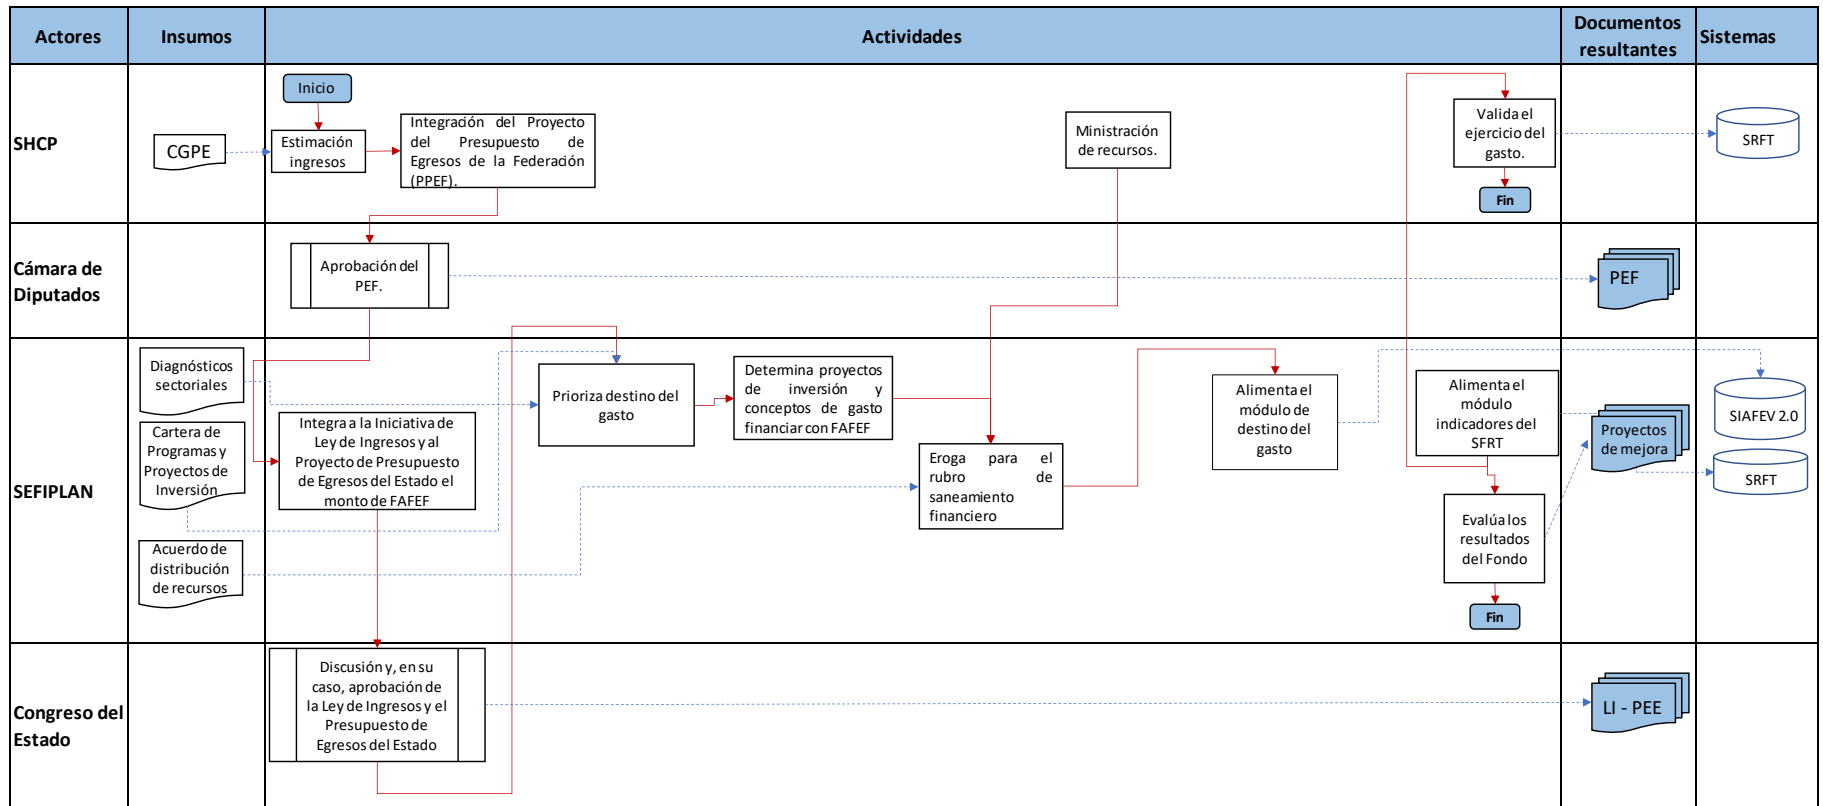 Actores
Insumos
Actividades
Documentos
resultantes
Sistemas
SHCP
CGPE
Inicio
Estimación
ingresos
Integración del Proyecto
del Presupuesto de
Egresos de la Federación
(PPEF).
Ministración
de recursos.
Valida el
ejercicio del
gasto.
Fin
SRFT
Cámara de
Diputados
Aprobación del
PEF.
PEF
SEFIPLAN
Diagnósticos
sectoriales
Cartera de
Programas y
Proyectos de
Inversión
Acuerdo de
distribución
de recursos
Integra a la Iniciativa de
Ley de Ingresos y al
Proyecto de Presupuesto
de Egresos del Estado el
monto de FAFEF
Prioriza destino del
gasto
Determina proyectos
de inversión y
conceptos de gasto
financiar con FAFEF
Eroga para el
rubro de
saneamiento
financiero
Alimenta el
módulo de
destino del
gasto
Alimenta el
módulo
indicadores del
SFRT
Evalúa los
resultados
del Fondo
Fin
Proyectos
de mejora
SIAFEV 2.0
SRFT
Congreso del
Estado
Discusión y, en su
caso, aprobación de
la Ley de Ingresos y el
Presupuesto de
Egresos del Estado
LI - PEE